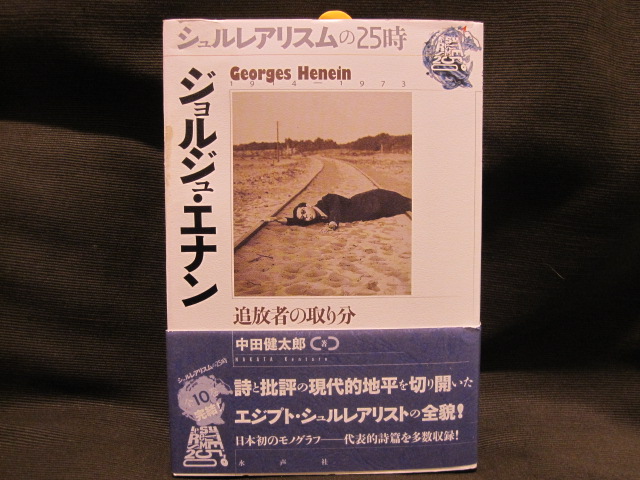 シュルレアリスムの25時
Georges Henein
1914—1973
ジョルジュ・エナン
追放者の取り分
中田健太郎 著
NAKATA Kentaro
シュルレアリスムの25時
10
完結!
詩と批評の現代的地平を切り開いた
エジプト・シュルレアリストの全貌!
日本初のモノグラフ——代表的詩篇を多数収録!
水声社